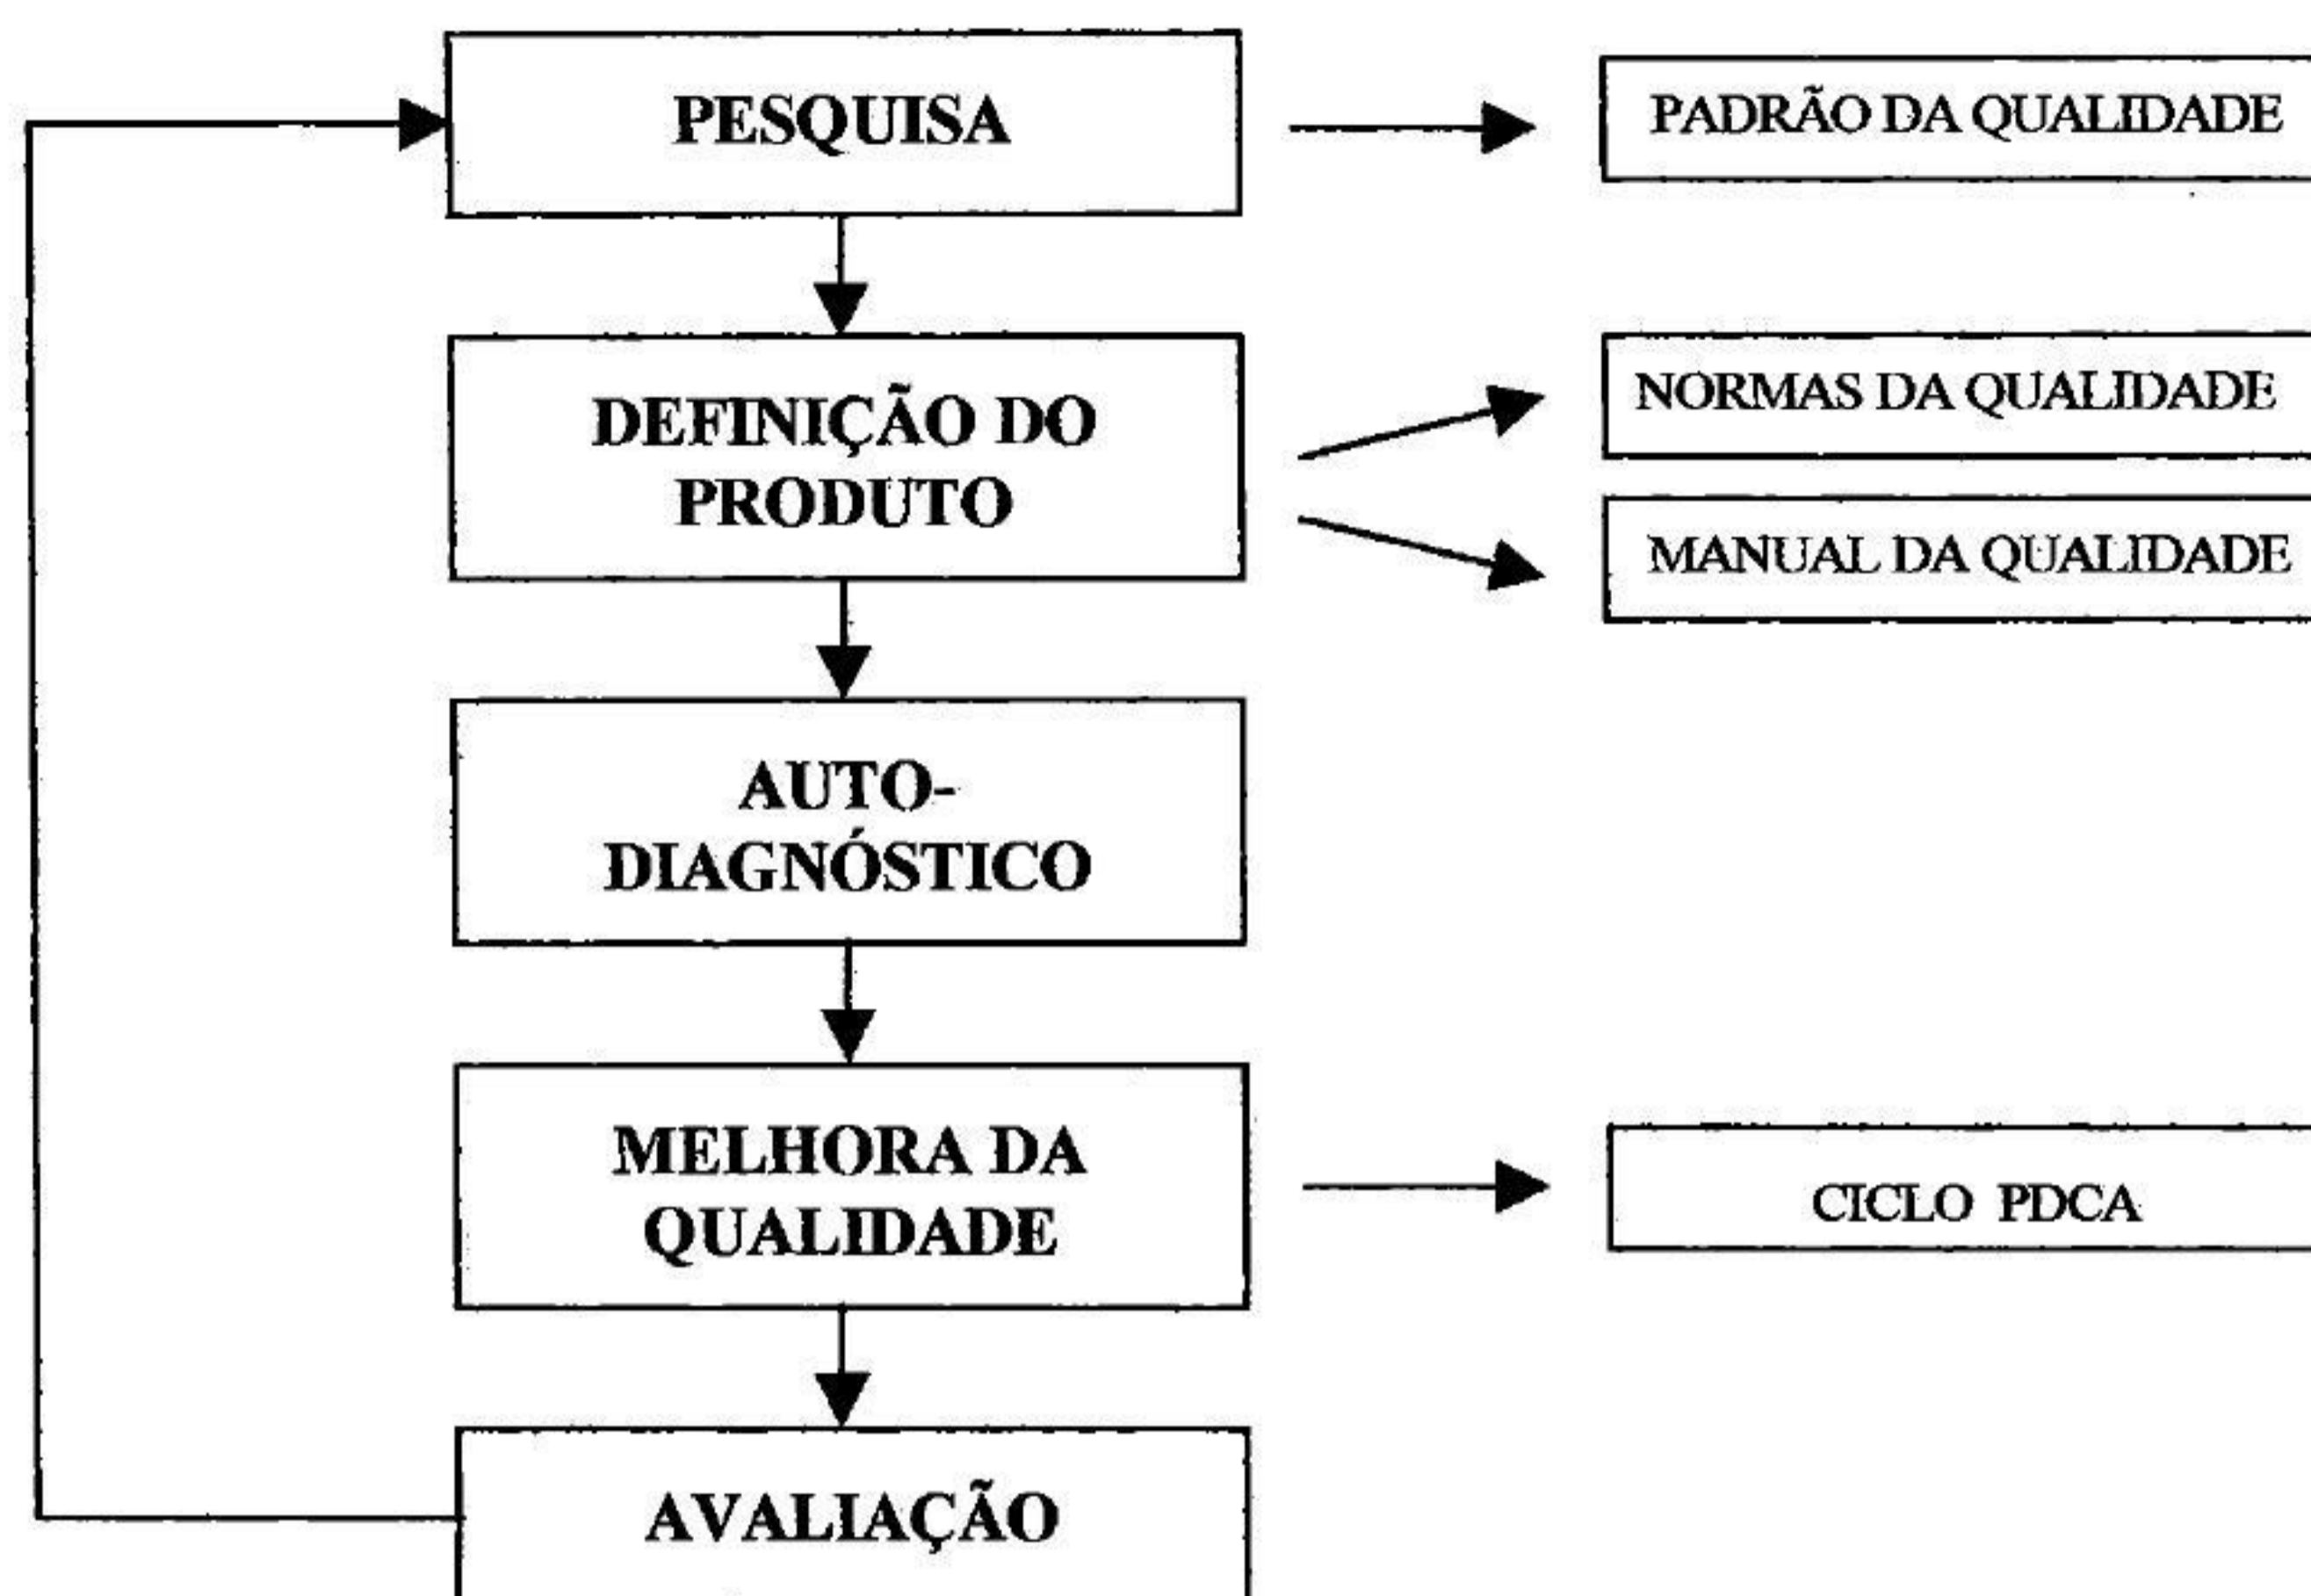 PESQUISA
PADRÃO DA QUALIDADE
DEFINIÇÃO DO
PRODUTO
NORMAS DA QUALIDADE
MANUAL DA QUALIDADE
AUTO-
DIAGNÓSTICO
MELHORA DA
QUALIDADE
CICLO PDCA
AVALIAÇÃO